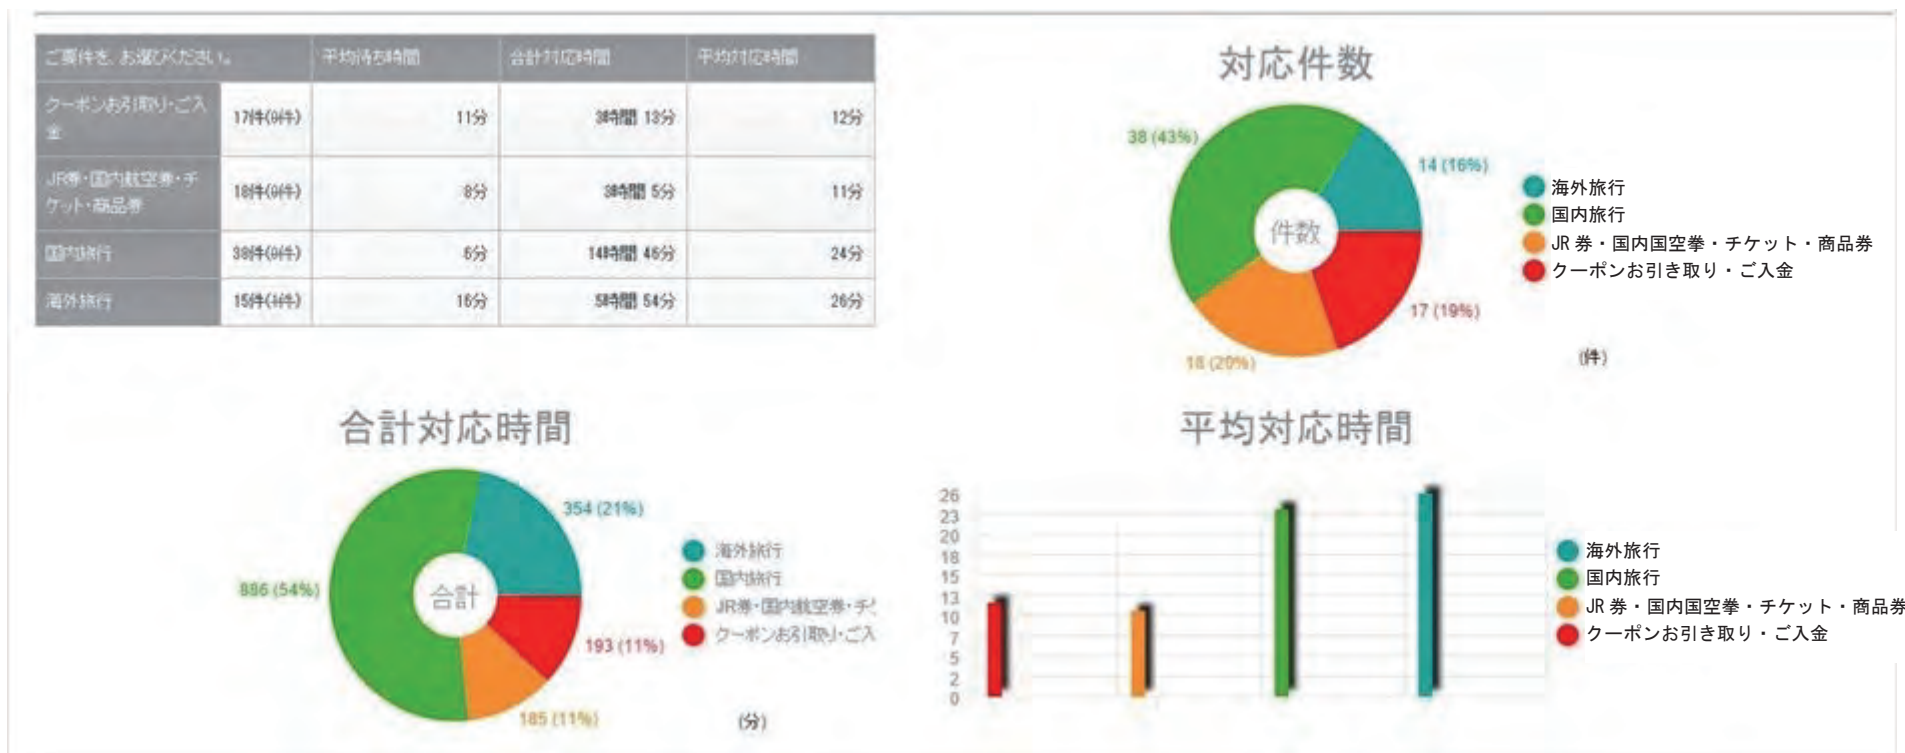 ご要件を、お選びください。 平均待ち時間 合計対応時間 平均対応時間
クーポンお引取り・ご入
金
17件(0件) 11分 3時間 13分 12分
JR券・国内航空券・チ
ケット・商品券
18件(0件) 8分 3時間 5分 11分
国内旅行 38件(0件) 6分 14時間 46分 24分
海外旅行 15件(1件) 16分 5時間 54分 26分
対応件数
38 (43%)
14 (16%)
件数
17 (19%)
18 (20%)
海外旅行
国内旅行
JR 券・国内国空拳・チケット・商品券
クーポンお引き取り・ご入金
(件)
合計対応時間
354 (21%)
886 (54%)
合計
193 (11%)
185 (11%)
海外旅行
国内旅行
JR券・国内航空券・チ
クーポンお引取り・ご入
(分)
平均対応時間
26
23
20
18
15
13
10
7
5
2
0
海外旅行
国内旅行
JR 券・国内国空拳・チケット・商品券
クーポンお引き取り・ご入金